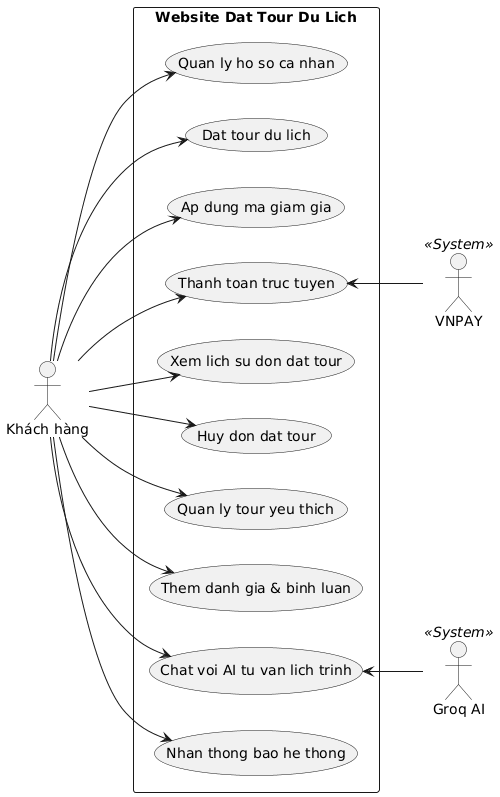 Website Dat Tour Du Lich
Quan ly ho so ca nhan
Dat tour du lich
Ap dung ma giam gia
«System»
Thanh toan truc tuyen
VNPAY
Xem lich su don dat tour
Khách hàng
Huy don dat tour
Quan ly tour yeu thich
Them danh gia & binh luan
«System»
Chat voi AI tu van lich trinh
Groq AI
Nhan thong bao he thong